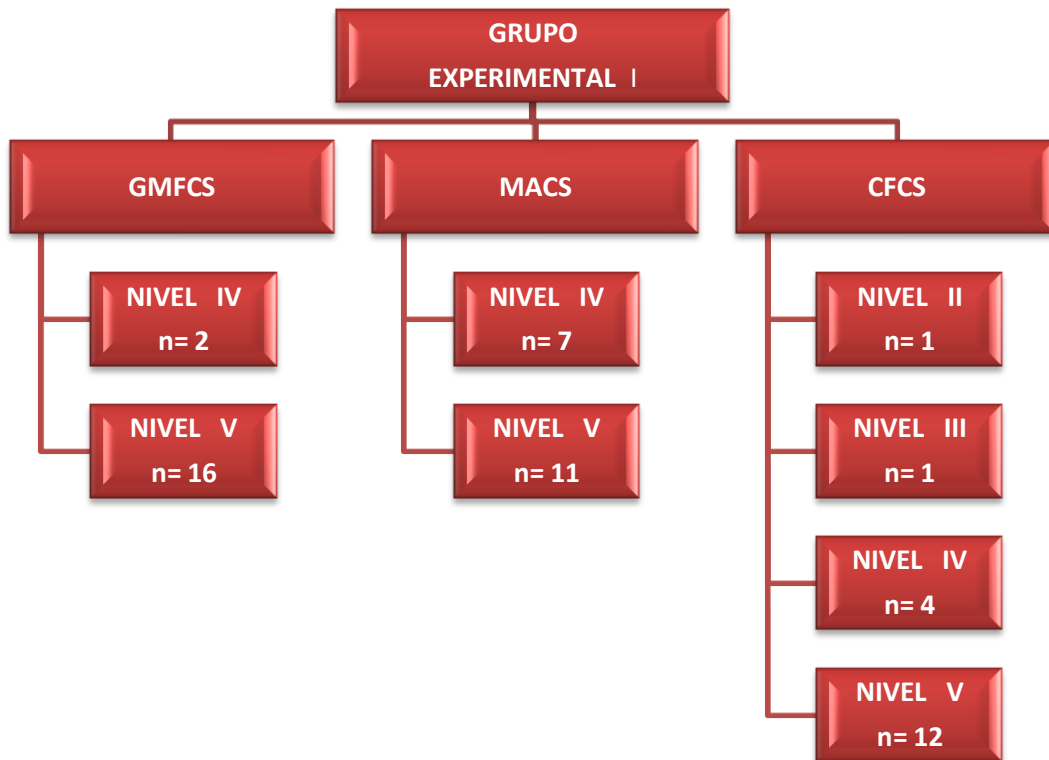 GRUPO
EXPERIMENTAL I
GMFCS
NIVEL IV
n= 2
NIVEL V
n= 16
MACS
NIVEL IV
n= 7
NIVEL V
n= 11
CFCS
NIVEL II
n= 1
NIVEL III
n= 1
NIVEL IV
n= 4
NIVEL V
n= 12